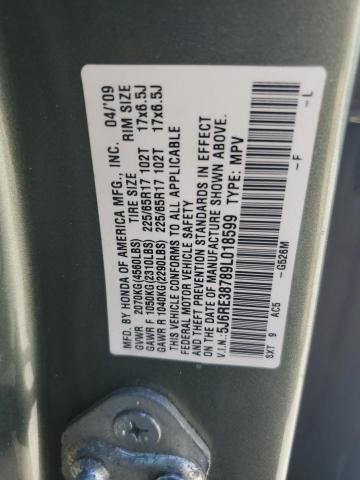 MFD. BY HONDA OF AMERICA MFG., INC. 04/'09
TIRE SIZE RIM SIZE
GVWR 2070KG(4560LBS) 225/65R17 102T 17x6.5J
GAWR F 1050KG(2310LBS) 225/65R17 102T 17x6.5J
GAWR R 1040KG(2290LBS)
THIS VEHICLE CONFORMS TO ALL APPLICABLE
FEDERAL MOTOR VEHICLE SAFETY
AND THEFT PREVENTION STANDARDS IN EFFECT
ON THE DATE OF MANUFACTURE SHOWN ABOVE.
V.I.N.:5J6RE38789L018599 TYPE: MPV
SXT 9 AC5 -G526M -F -L